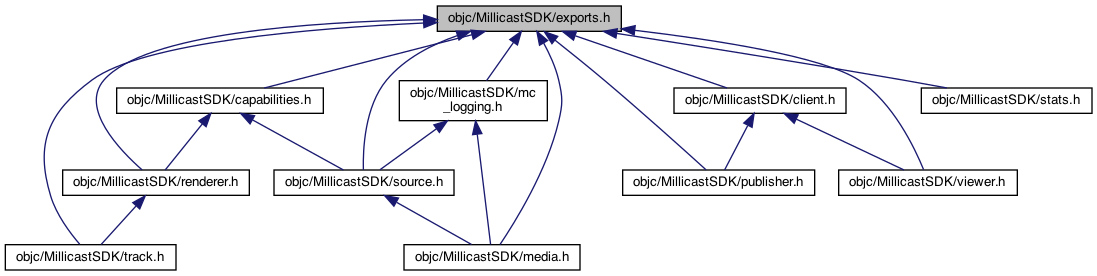 objc/MillicastSDK/exports.h
objc/MillicastSDK/capabilities.h
objc/MillicastSDK/mc
_logging.h
objc/MillicastSDK/client.h
objc/MillicastSDK/stats.h
objc/MillicastSDK/renderer.h
objc/MillicastSDK/source.h
objc/MillicastSDK/publisher.h
objc/MillicastSDK/viewer.h
objc/MillicastSDK/track.h
objc/MillicastSDK/media.h